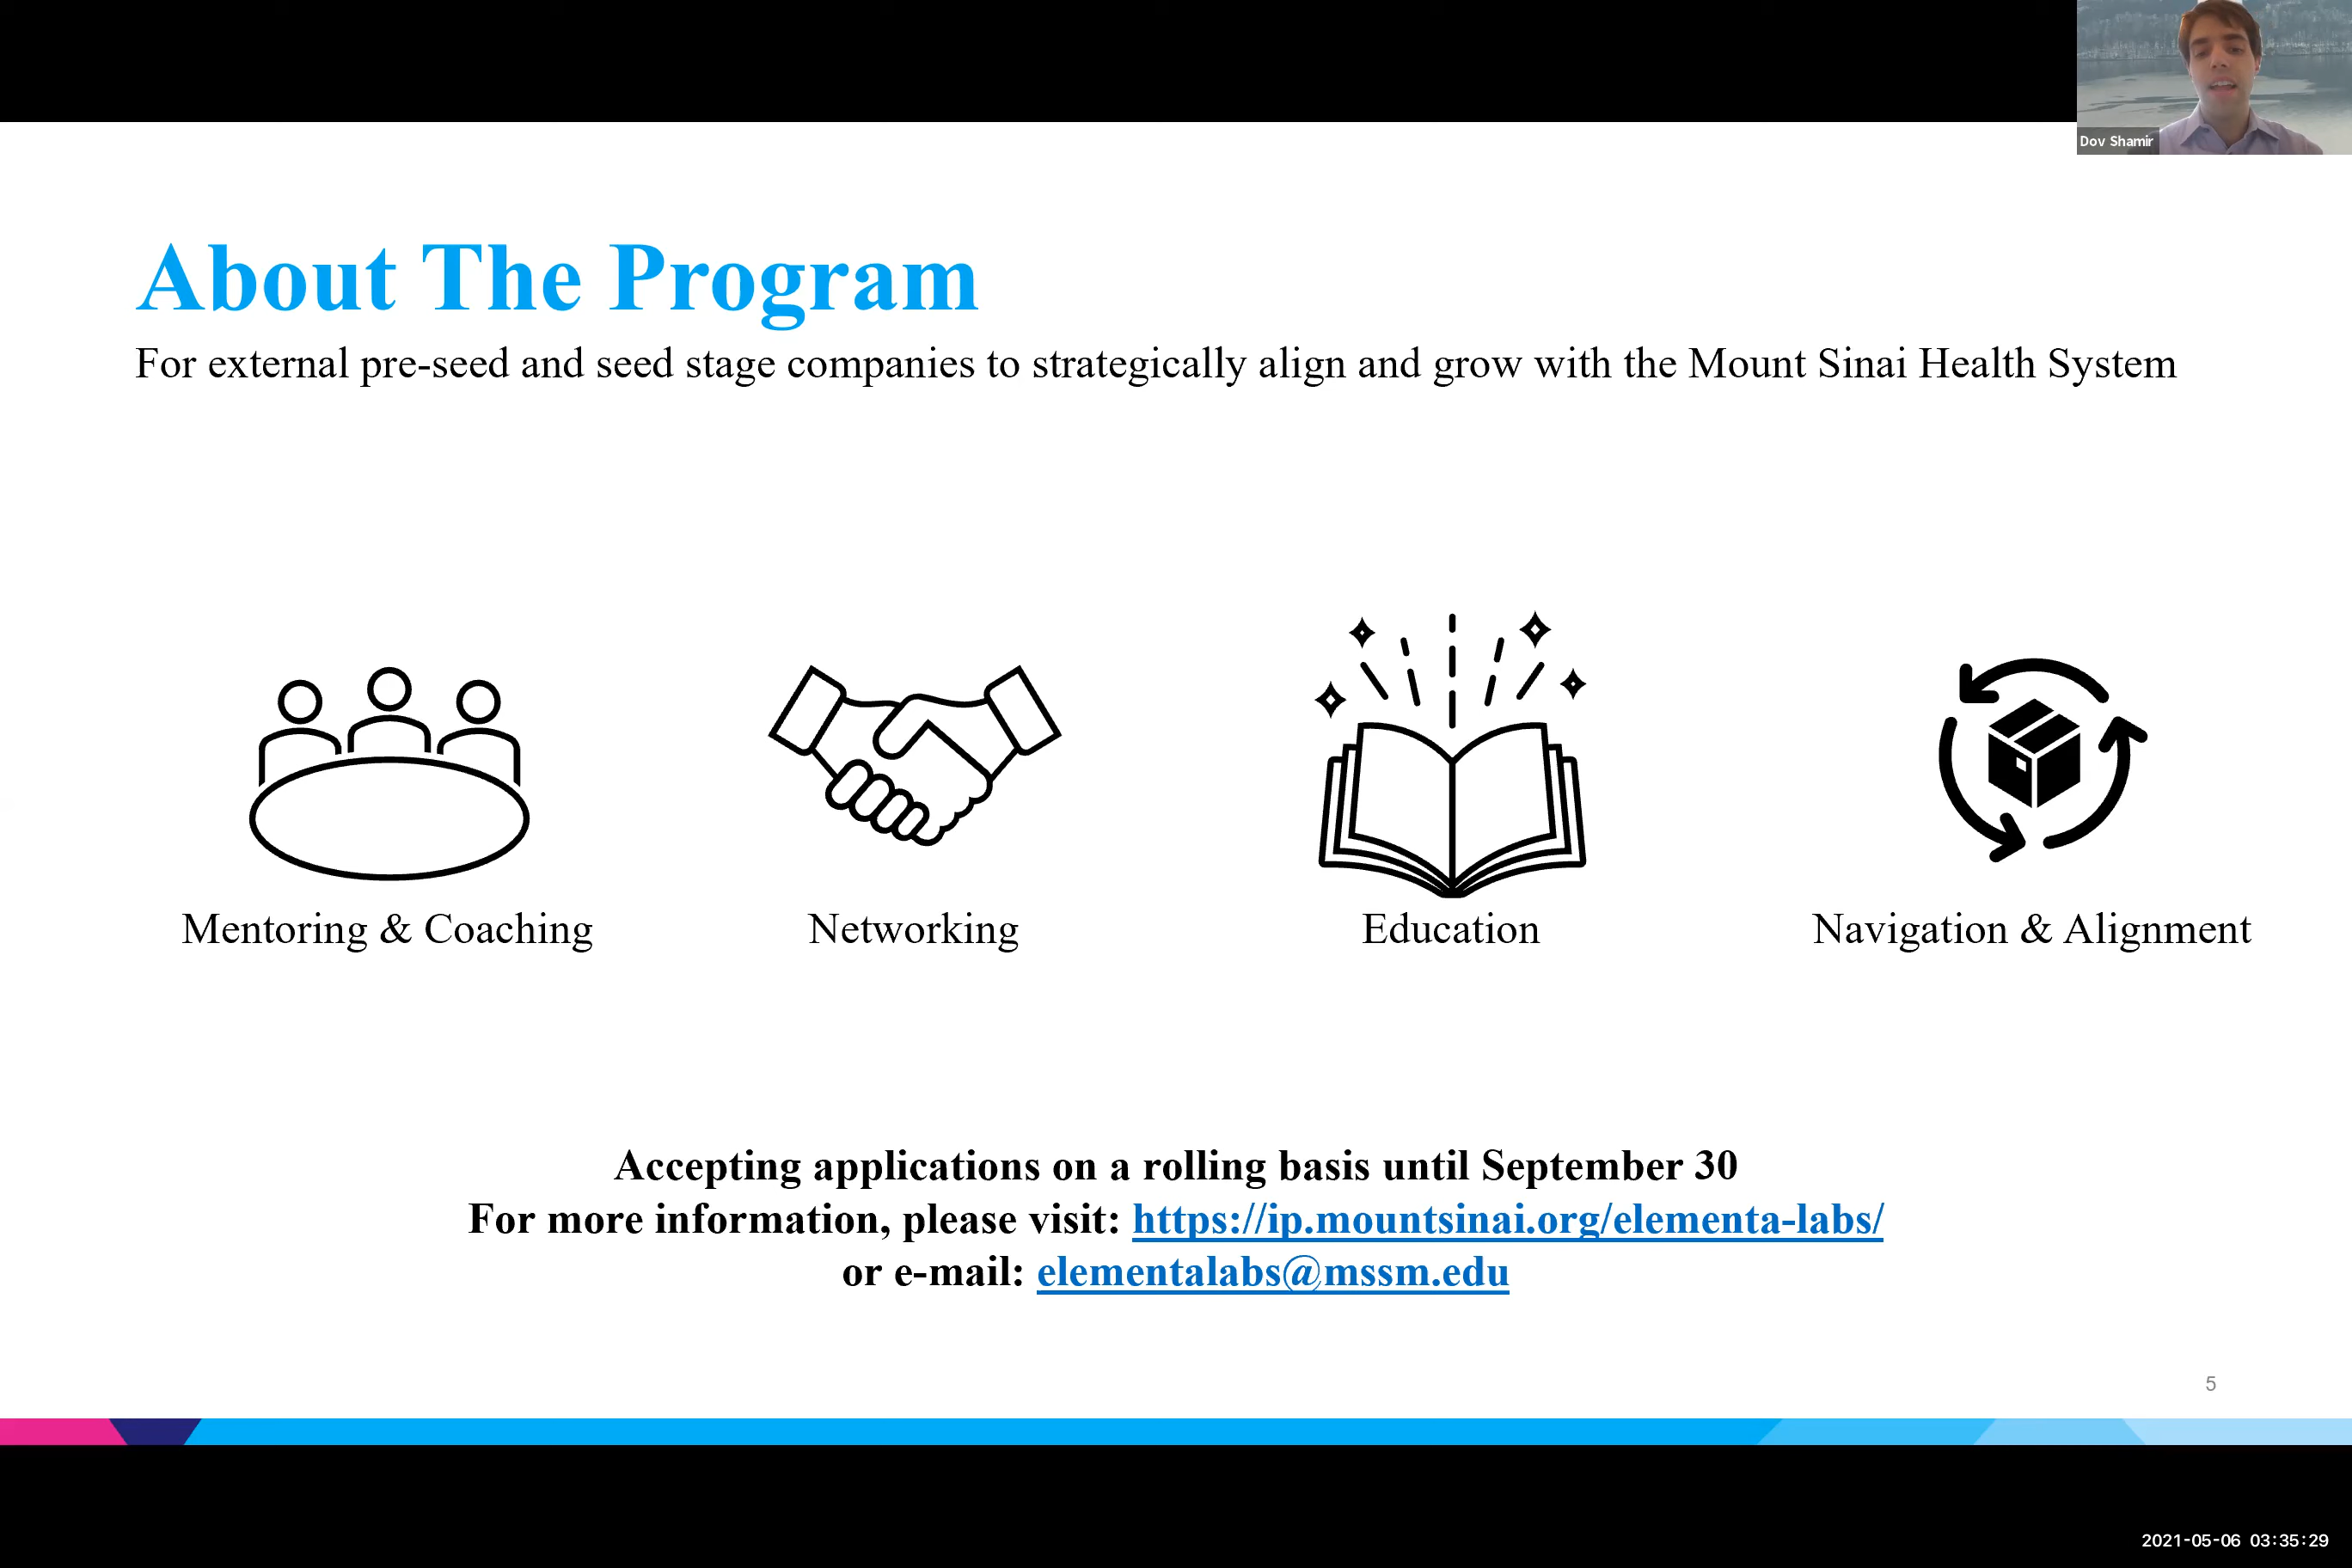 Dov Shamir
About The Program
For external pre-seed and seed stage companies to strategically align and grow with the Mount Sinai Health System
Mentoring & Coaching
Networking
Education
Navigation & Alignment
Accepting applications on a rolling basis until September 30
For more information, please visit: https://ip.mountsinai.org/elementa-labs/
or e-mail: elementalabs@mssm.edu
5
2021-05-06 03:35:29